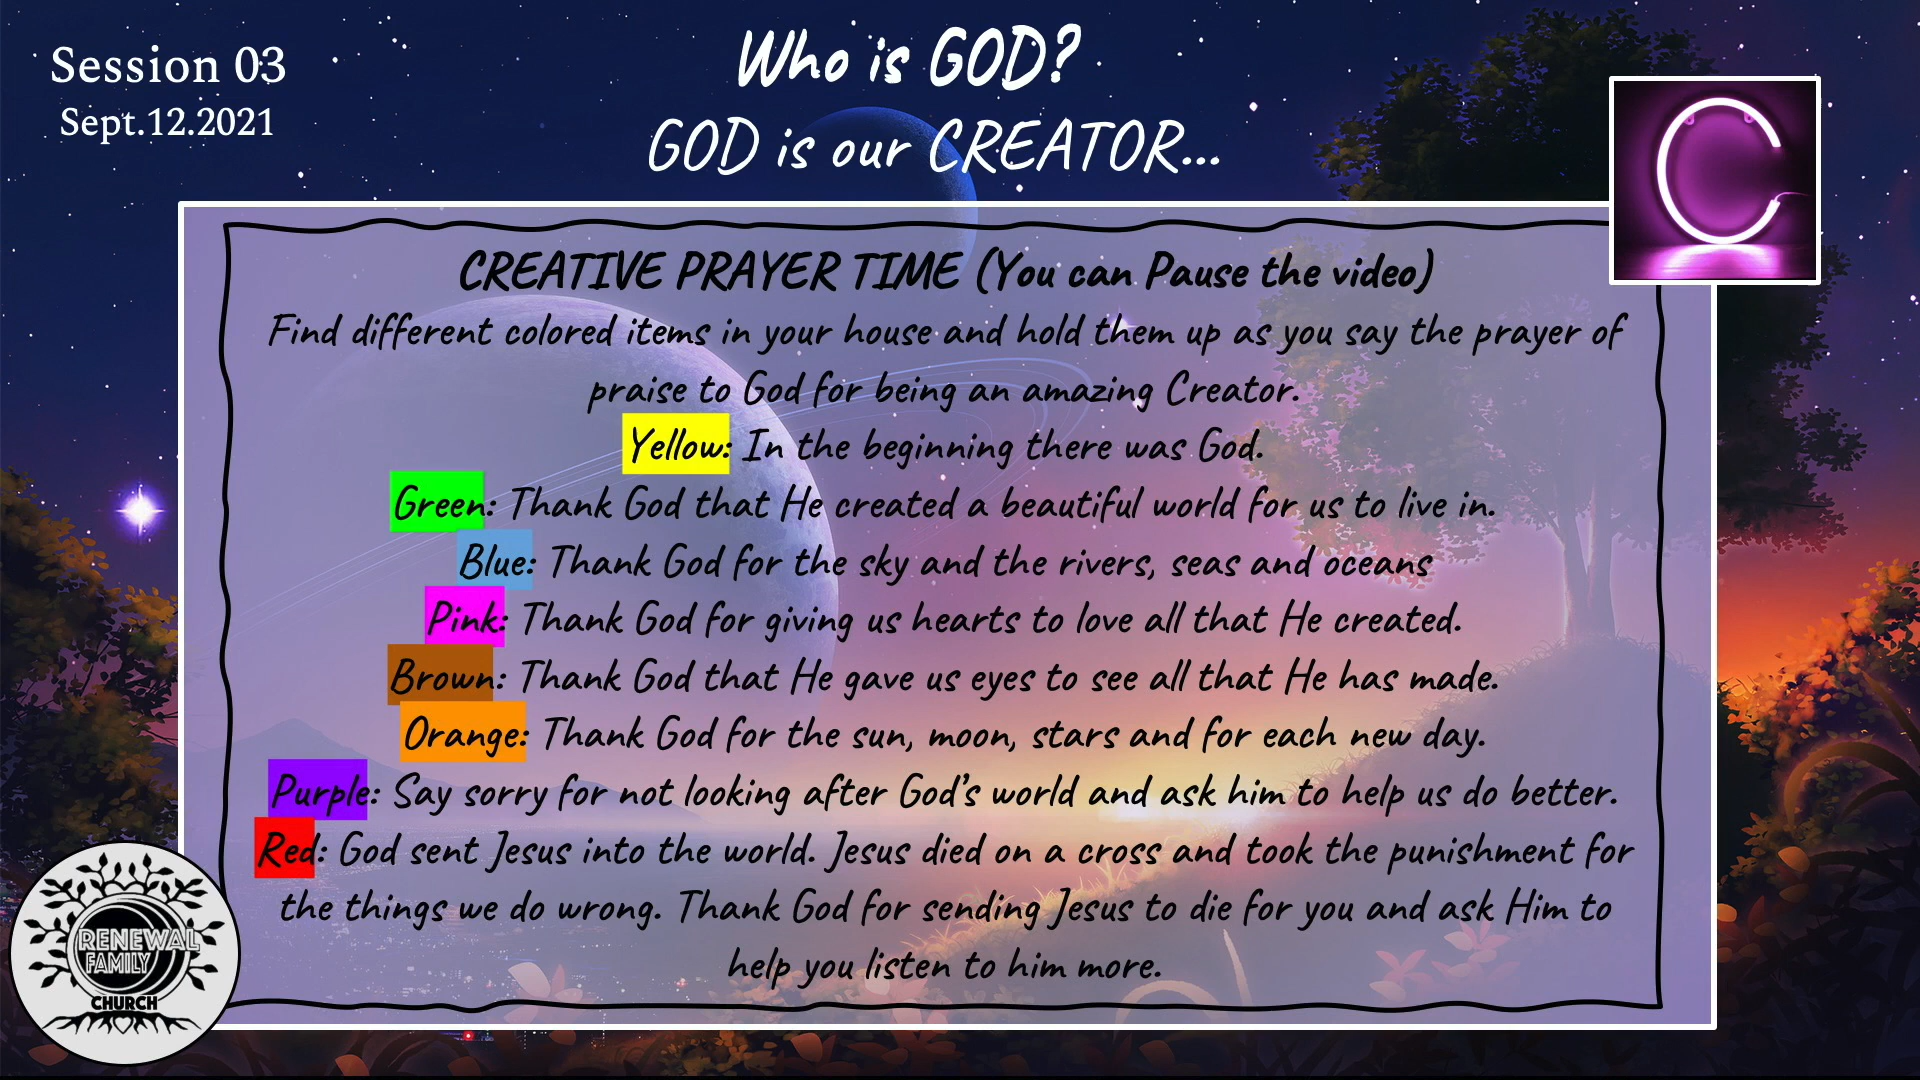 Session 03
Sept.12.2021
Who is GOD?
GOD is our CREATOR...
C
CREATIVE PRAYER TIME (You can Pause the video)
Find different colored items in your house and hold them up as you say the prayer of
praise to God for being an amazing Creator.
Yellow: In the beginning there was God.
Green: Thank God that He created a beautiful world for us to live in.
Blue: Thank God for the sky and the rivers, seas and oceans
Pink: Thank God for giving us hearts to love all that He created.
Brown: Thank God that He gave us eyes to see all that He has made.
Orange: Thank God for the sun, moon, stars and for each new day.
Purple: Say sorry for not looking after God's world and ask him to help us do better.
Red: God sent Jesus into the world. Jesus died on a cross and took the punishment for
the things we do wrong. Thank God for sending Jesus to die for you and ask Him to
help you listen to him more.
RENEWAL
FAMILY
CHURCH